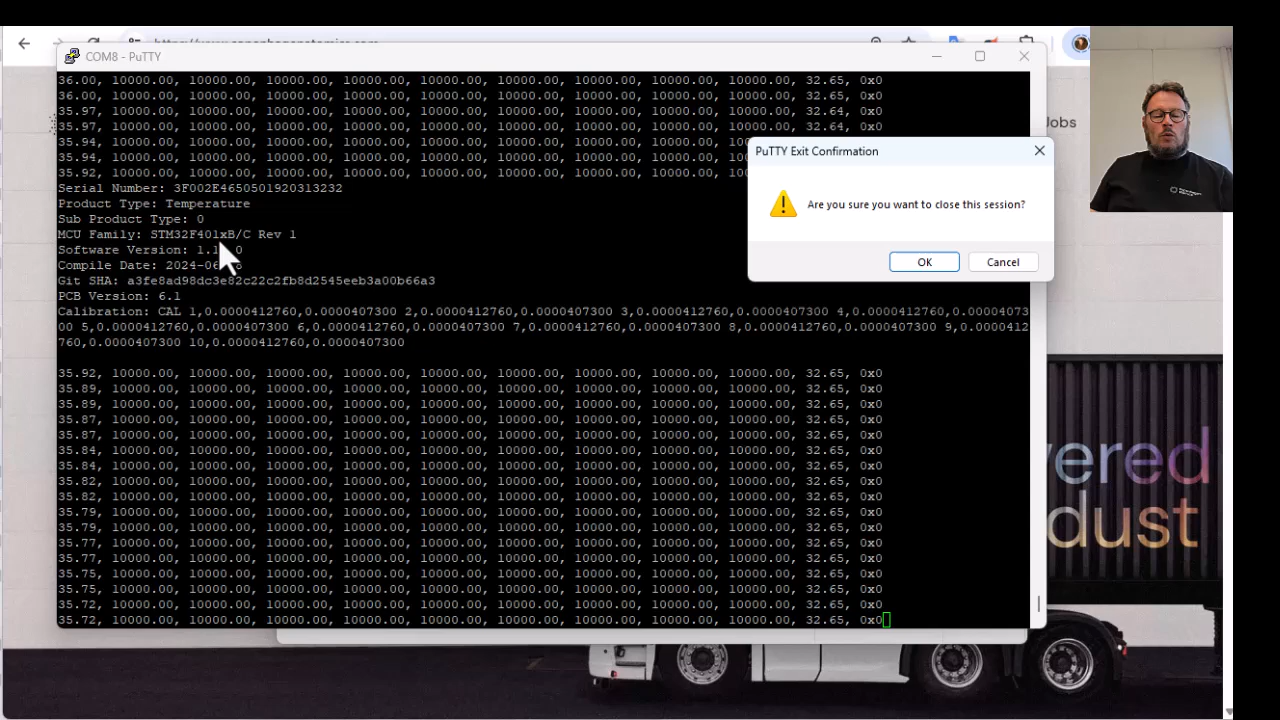 COM8 - PuTTY
36.00, 10000.00, 10000.00, 10000.00, 10000.00, 10000.00, 10000.00, 10000.00, 10000.00, 10000.00, 32.65, 0x0
36.00, 10000.00, 10000.00, 10000.00, 10000.00, 10000.00, 10000.00, 10000.00, 10000.00, 10000.00, 32.65, 0x0
35.97, 10000.00, 10000.00, 10000.00, 10000.00, 10000.00, 10000.00, 10000.00, 10000.00, 10000.00, 32.64, 0x0
35.97, 10000.00, 10000.00, 10000.00, 10000.00, 10000.00, 10000.00, 10000.00, 10000.00, 10000.00, 32.64, 0x0
35.94, 10000.00, 10000.00, 10000.00, 10000.00, 10000.00, 10000.00, 10000.00, 10000.00,
35.94, 10000.00, 10000.00, 10000.00, 10000.00, 10000.00, 10000.00, 10000.00, 10000.00,
35.92, 10000.00, 10000.00, 10000.00, 10000.00, 10000.00, 10000.00, 10000.00, 10000.00,
Serial Number: 3F002E4650501920313232
Product Type: Temperature
Sub Product Type: 0
MCU Family: STM32F401xB/C Rev 1
Software Version:
Compile Date:
Git SHA: a3fe8ad98dc3e82c22c2fb8d2545eeb3a00b66a3
PCB Version: 6.1
Calibration: CAL 1,0.0000412760,0.0000407300 2,0.0000412760,0.0000407300 3,0.0000412760,0.0000407300 4,0.0000412760,0.00004073
00 5,0.0000412760,0.0000407300 6,0.0000412760,0.0000407300 7,0.0000412760,0.0000407300 8,0.0000412760,0.0000407300 9,0.0000412
760,0.0000407300 10,0.0000412760,0.0000407300
35.92, 10000.00, 10000.00, 10000.00, 10000.00, 10000.00, 10000.00, 10000.00, 10000.00, 10000.00, 32.65, 0x0
35.89, 10000.00, 10000.00, 10000.00, 10000.00, 10000.00, 10000.00, 10000.00, 10000.00, 10000.00, 32.65, 0x0
35.89, 10000.00, 10000.00, 10000.00, 10000.00, 10000.00, 10000.00, 10000.00, 10000.00, 10000.00, 32.65, 0x0
35.87, 10000.00, 10000.00, 10000.00, 10000.00, 10000.00, 10000.00, 10000.00, 10000.00, 10000.00, 32.65, 0x0
35.87, 10000.00, 10000.00, 10000.00, 10000.00, 10000.00, 10000.00, 10000.00, 10000.00, 10000.00, 32.65, 0x0
35.84, 10000.00, 10000.00, 10000.00, 10000.00, 10000.00, 10000.00, 10000.00, 10000.00, 10000.00, 32.65, 0x0
35.84, 10000.00, 10000.00, 10000.00, 10000.00, 10000.00, 10000.00, 10000.00, 10000.00, 10000.00, 32.65, 0x0
35.82, 10000.00, 10000.00, 10000.00, 10000.00, 10000.00, 10000.00, 10000.00, 10000.00, 10000.00, 32.65, 0x0
35.82, 10000.00, 10000.00, 10000.00, 10000.00, 10000.00, 10000.00, 10000.00, 10000.00, 10000.00, 32.65, 0x0
35.79, 10000.00, 10000.00, 10000.00, 10000.00, 10000.00, 10000.00, 10000.00, 10000.00, 10000.00, 32.65, 0x0
35.79, 10000.00, 10000.00, 10000.00, 10000.00, 10000.00, 10000.00, 10000.00, 10000.00, 10000.00, 32.65, 0x0
35.77, 10000.00, 10000.00, 10000.00, 10000.00, 10000.00, 10000.00, 10000.00, 10000.00, 10000.00, 32.65, 0x0
35.77, 10000.00, 10000.00, 10000.00, 10000.00, 10000.00, 10000.00, 10000.00, 10000.00, 10000.00, 32.65, 0x0
35.75, 10000.00, 10000.00, 10000.00, 10000.00, 10000.00, 10000.00, 10000.00, 10000.00, 10000.00, 32.65, 0x0
35.75, 10000.00, 10000.00, 10000.00, 10000.00, 10000.00, 10000.00, 10000.00, 10000.00, 10000.00, 32.65, 0x0
35.72, 10000.00, 10000.00, 10000.00, 10000.00, 10000.00, 10000.00, 10000.00, 10000.00, 10000.00, 32.65, 0x0
35.72, 10000.00, 10000.00, 10000.00, 10000.00, 10000.00, 10000.00, 10000.00, 10000.00, 10000.00, 32.65, 0x0
PuTTY Exit Confirmation
Are you sure you want to close this session?
OK
Cancel
Jobs
vered
dust